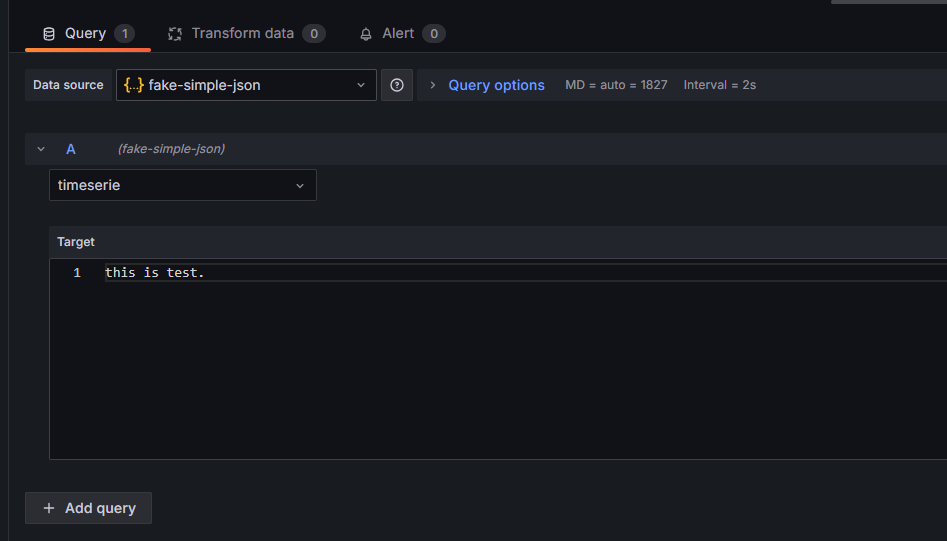 Query 1 Transform data 0 Alert 0
Data source {..} fake-simple-json Query options MD = auto = 1827 Interval = 2s
A (fake-simple-json)
timeserie
Target
1 this is test.
+ Add query